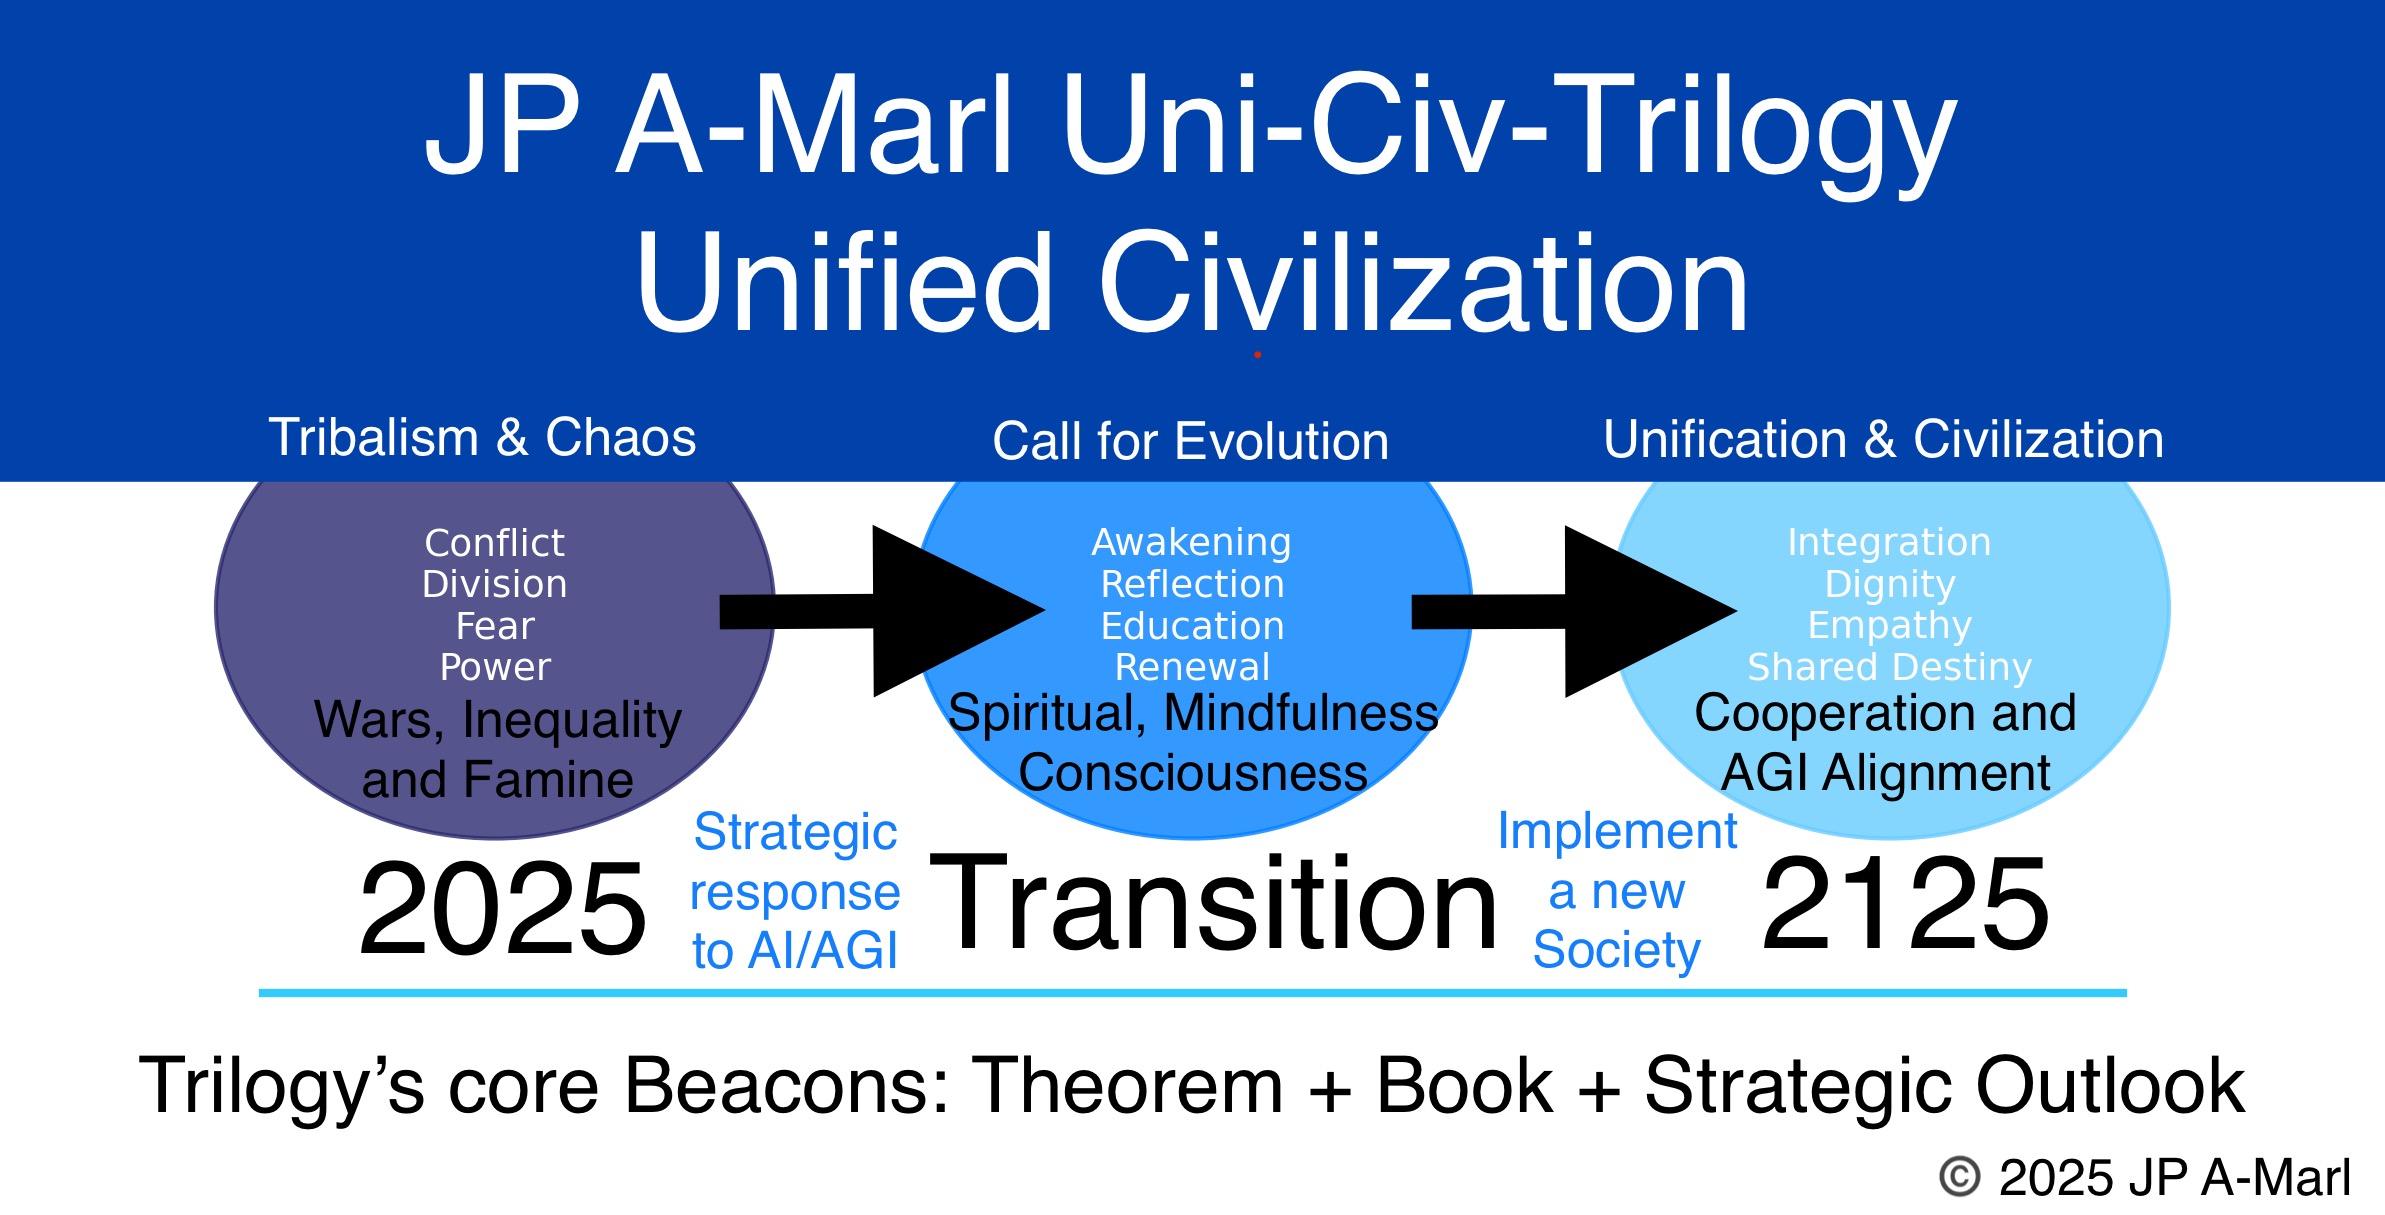 JP A-Marl Uni-Civ-Trilogy
Unified Civilization
Tribalism & Chaos
Call for Evolution
Unification & Civilization
Conflict
Division
Fear
Power
Wars, Inequality
and Famine
Awakening
Reflection
Education
Renewal
Spiritual, Mindfulness
Consciousness
Integration
Dignity
Empathy
Shared Destiny
Cooperation and
AGI Alignment
2025
Strategic
response
to AI/AGI
Transition
Implement
a new
Society
2125
Trilogy’s core Beacons: Theorem + Book + Strategic Outlook
© 2025 JP A-Marl